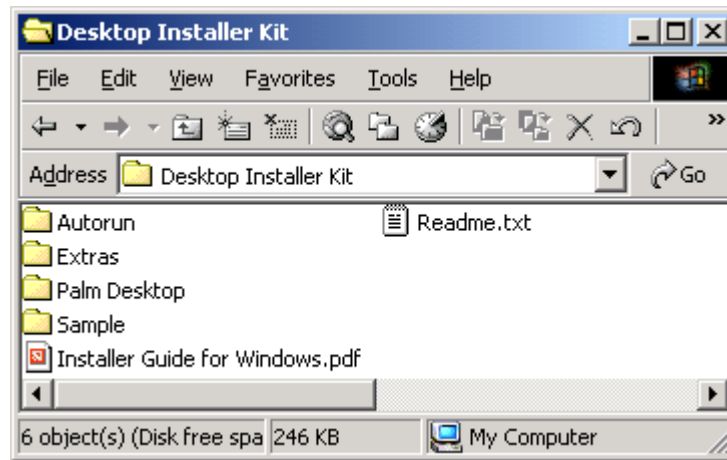 Desktop Installer Kit
File Edit View Favorites Tools Help
»
Address Desktop Installer Kit Go
Autorun Readme.txt
Extras
Palm Desktop
Sample
Installer Guide for Windows.pdf
6 object(s) (Disk free spa 246 KB My Computer